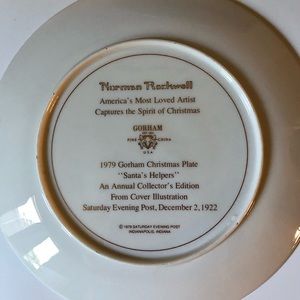 Norman Rockwell
America's Most Loved Artist
Captures the Spirit of Christmas
GORHAM
FINE CHINA
U.S.A
1979 Gorham Christmas Plate
"Santa's Helpers"
An Annual Collector's Edition
From Cover Illustration
Saturday Evening Post, December 2, 1922
© 1979 SATURDAY EVENING POST
INDIANAPOLIS, INDIANA